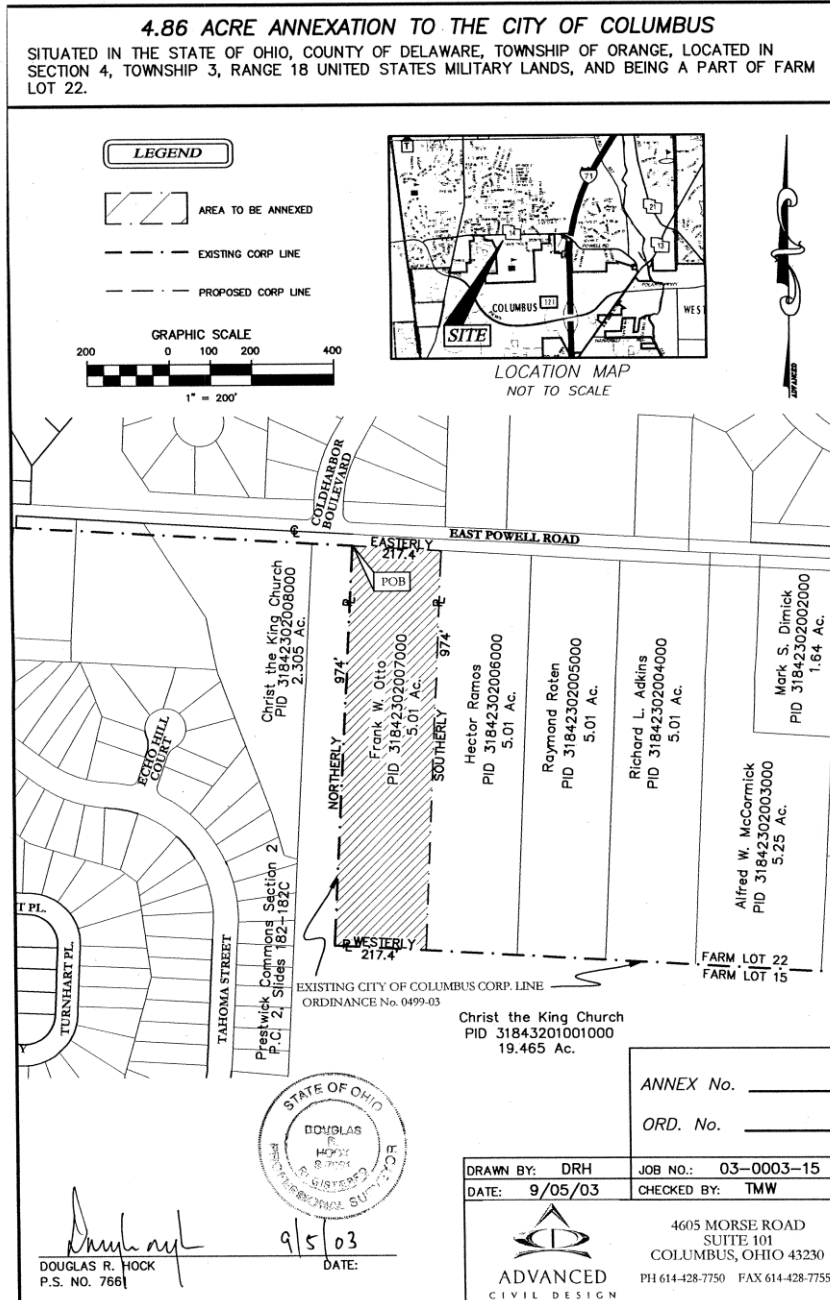 4.86 ACRE ANNEXATION TO THE CITY OF COLUMBUS
SITUATED IN THE STATE OF OHIO, COUNTY OF DELAWARE, TOWNSHIP OF ORANGE, LOCATED IN
SECTION 4, TOWNSHIP 3, RANGE 18 UNITED STATES MILITARY LANDS, AND BEING A PART OF FARM
LOT 22.
LEGEND
AREA TO BE ANNEXED
EXISTING CORP LINE
PROPOSED CORP LINE
GRAPHIC SCALE
200 0 100 200 400
1" = 200'
71
COLUMBUS
121
WEST
SITE
LOCATION MAP
NOT TO SCALE
ADVANCED
COLDHARBOR
BOULEVARD
EAST POWELL ROAD
EASTERLY
217.4'
POB
Christ the King Church
PID 31842302008000
2.305 Ac.
974'
NORTHERLY
Frank W. Otto
PID 31842302007000
5.01 Ac.
974'
SOUTHERLY
Hector Ramos
PID 31842302006000
5.01 Ac.
Raymond Roten
PID 31842302005000
5.01 Ac.
Richard L. Adkins
PID 31842302004000
5.01 Ac.
Mark S. Dimick
PID 31842302002000
1.64 Ac.
Alfred W. McCormick
PID 31842302003000
5.25 Ac.
ECHO HILL
COURT
T PL.
TURNHART PL.
TAHOMA STREET
Prestwick Commons Section 2
P.C. 2, Slides 182-182C
WESTERLY
217.4'
FARM LOT 22
FARM LOT 15
EXISTING CITY OF COLUMBUS CORP. LINE
ORDINANCE No. 0499-03
Christ the King Church
PID 31843201001000
19.465 Ac.
STATE OF OHIO
DOUGLAS
R.
HOCK
REGISTERED
PROFESSIONAL SURVEYOR
ANNEX No.
ORD. No.
DRAWN BY: DRH
JOB NO.: 03-0003-15
DATE: 9/05/03
CHECKED BY: TMW
9/5/03
DOUGLAS R. HOCK
DATE:
P.S. NO. 7661
ADVANCED
CIVIL DESIGN
4605 MORSE ROAD
SUITE 101
COLUMBUS, OHIO 43230
PH 614-428-7750 FAX 614-428-7755